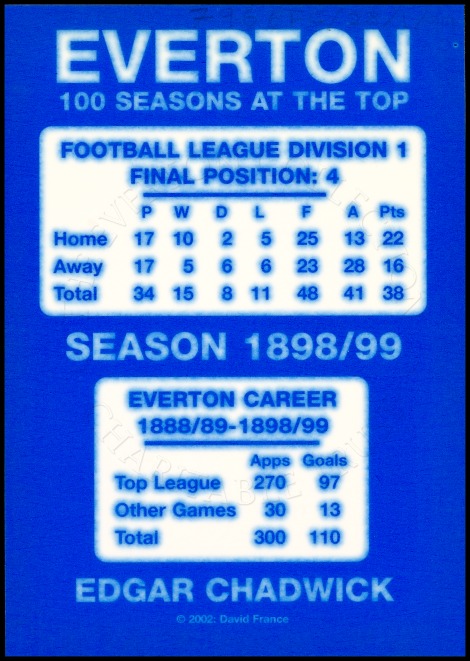 EVERTON
100 SEASONS AT THE TOP
FOOTBALL LEAGUE DIVISION 1
FINAL POSITION: 4
P W D L F A Pts
Home 17 10 2 5 25 13 22
Away 17 5 6 6 23 28 16
Total 34 15 8 11 48 41 38
SEASON 1898/99
EVERTON CAREER
1888/89-1898/99
Apps Goals
Top League 270 97
Other Games 30 13
Total 300 110
EDGAR CHADWICK
© 2002: David France